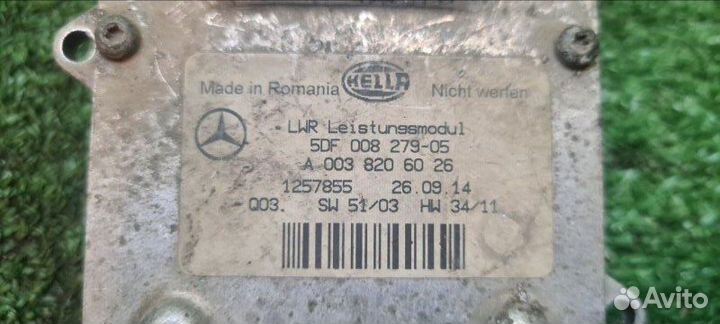 Made in Romania HELLA Nicht werfen
LWR Leistungsmodul
5DF 008 279-05
A 003 820 60 26
1257855 26.09.14
Q03. SW 51/03 HW 34/11
Avito